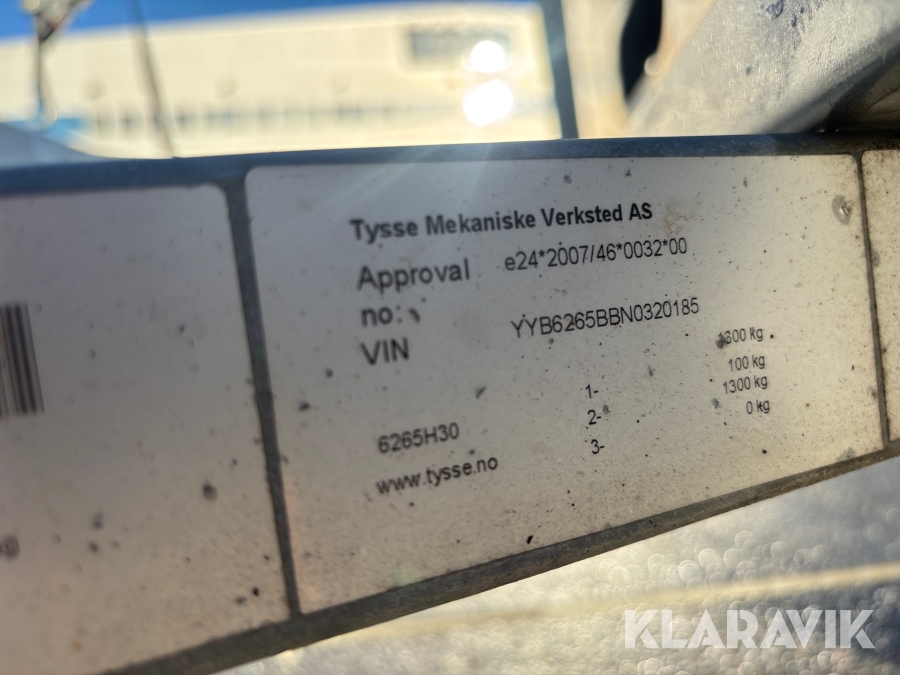 Tysse Mekaniske Verksted AS
Approval no: e24*2007/46*0032*00
VIN YYB6265BBN0320185
1300 kg
100 kg
1- 1300 kg
2- 0 kg
3-
6265H30
www.tysse.no
KLARAVIK